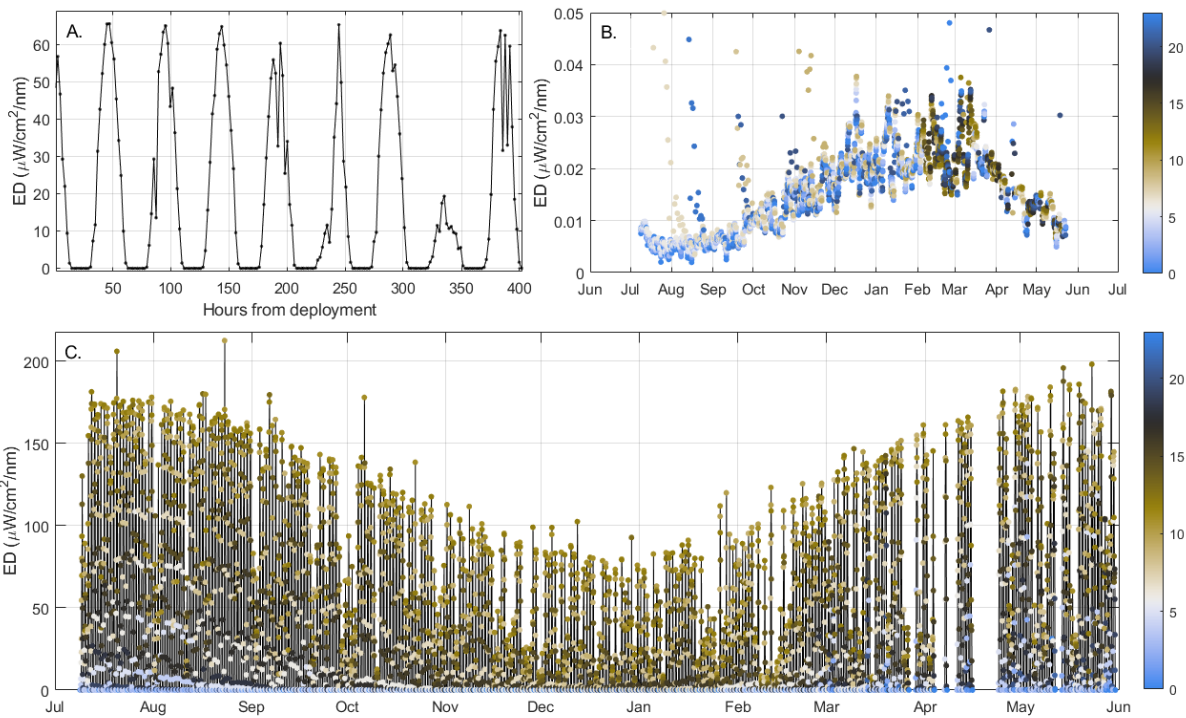 A.
60
50
40
30
20
10
0
ED (μW/cm²/nm)
50 100 150 200 250 300 350 400
Hours from deployment
B.
0.05
0.04
0.03
0.02
0.01
0
ED (μW/cm²/nm)
Jun Jul Aug Sep Oct Nov Dec Jan Feb Mar Apr May Jun Jul
20
15
10
5
0
C.
200
150
100
50
0
ED (μW/cm²/nm)
Jul Aug Sep Oct Nov Dec Jan Feb Mar Apr May Jun
20
15
10
5
0